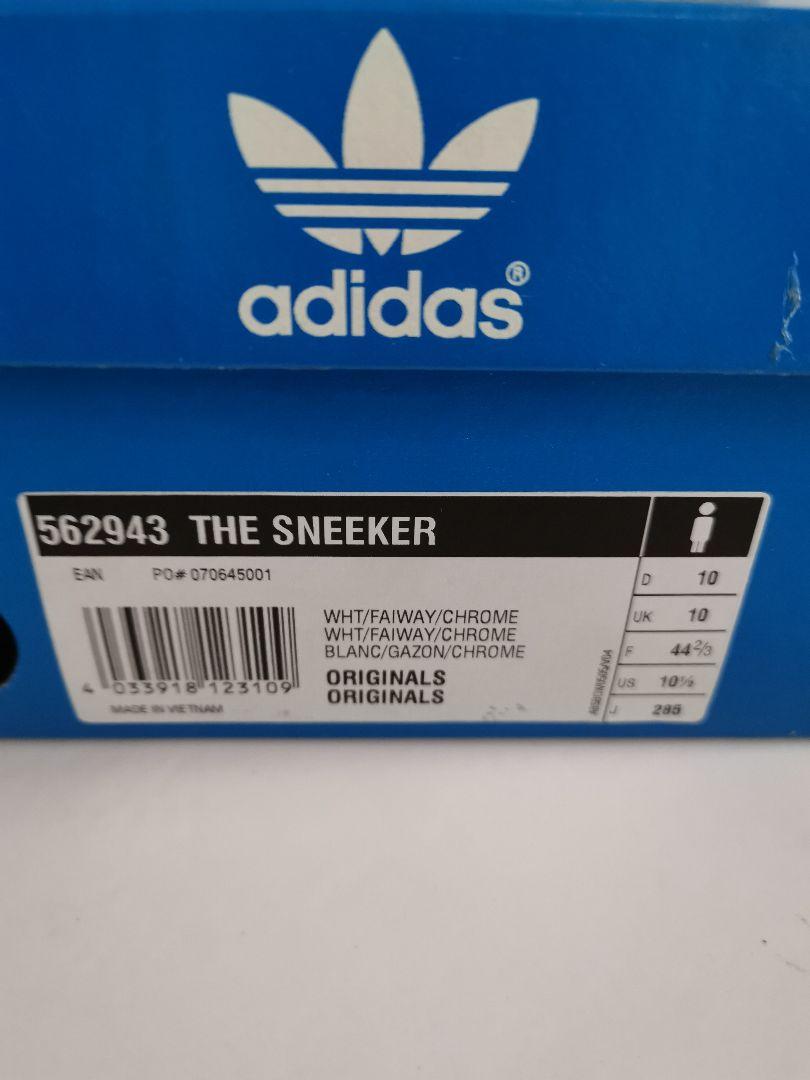 adidas®
562943 THE SNEEKER
EAN PO# 070645001
4 033918 123109
MADE IN VIETNAM
WHT/FAIWAY/CHROME
WHT/FAIWAY/CHROME
BLANC/GAZON/CHROME
ORIGINALS
ORIGINALS
D 10
UK 10
F 44 2/3
US 10½
J 285